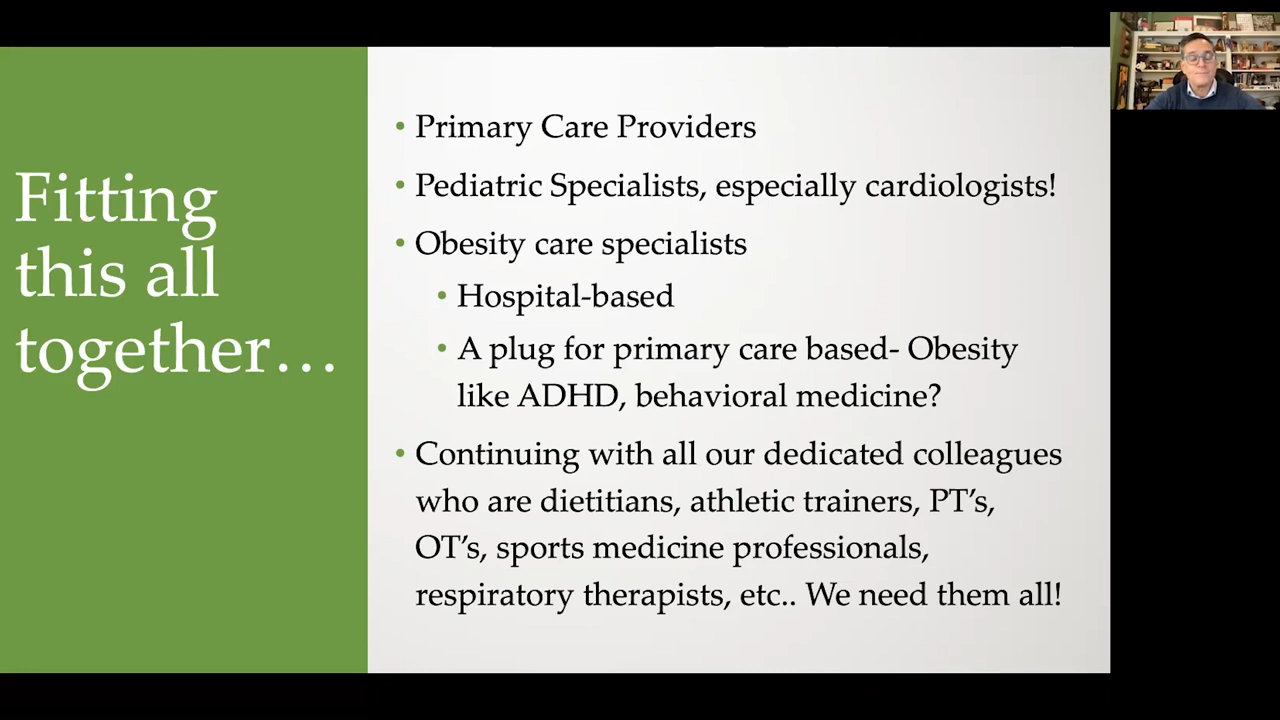 Fitting
this all
together…
• Primary Care Providers
• Pediatric Specialists, especially cardiologists!
• Obesity care specialists
• Hospital-based
• A plug for primary care based- Obesity
like ADHD, behavioral medicine?
• Continuing with all our dedicated colleagues
who are dietitians, athletic trainers, PT’s,
OT’s, sports medicine professionals,
respiratory therapists, etc.. We need them all!